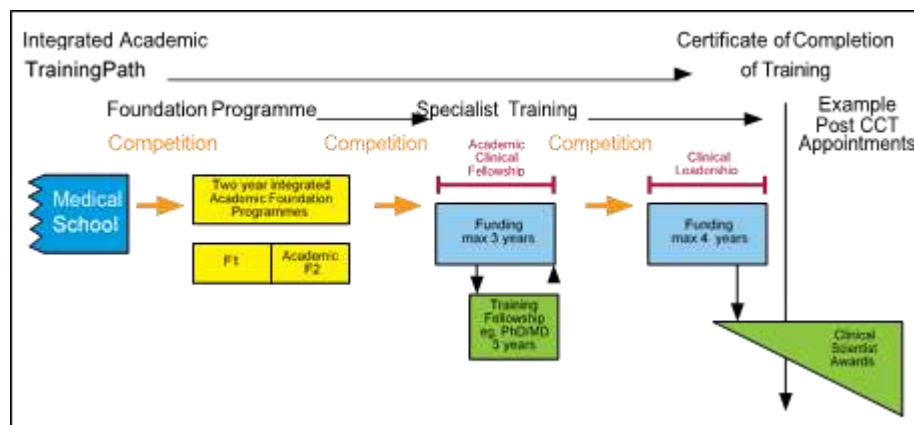 Integrated Academic
TrainingPath
Certificate of Completion
of Training
Foundation Programme
Specialist Training
Example
Post CCT
Appointments
Competition
Competition
Academic
Clinical
Fellowship
Competition
Clinical
Leadership
Medical
School
Two year Integrated
Academic Foundation
Programmes
F1
Academic
F2
Funding
max 3 years
Funding
max 4 years
Training
Fellowship
eg. PhD/MD
3 years
Clinical
Scientist
Awards